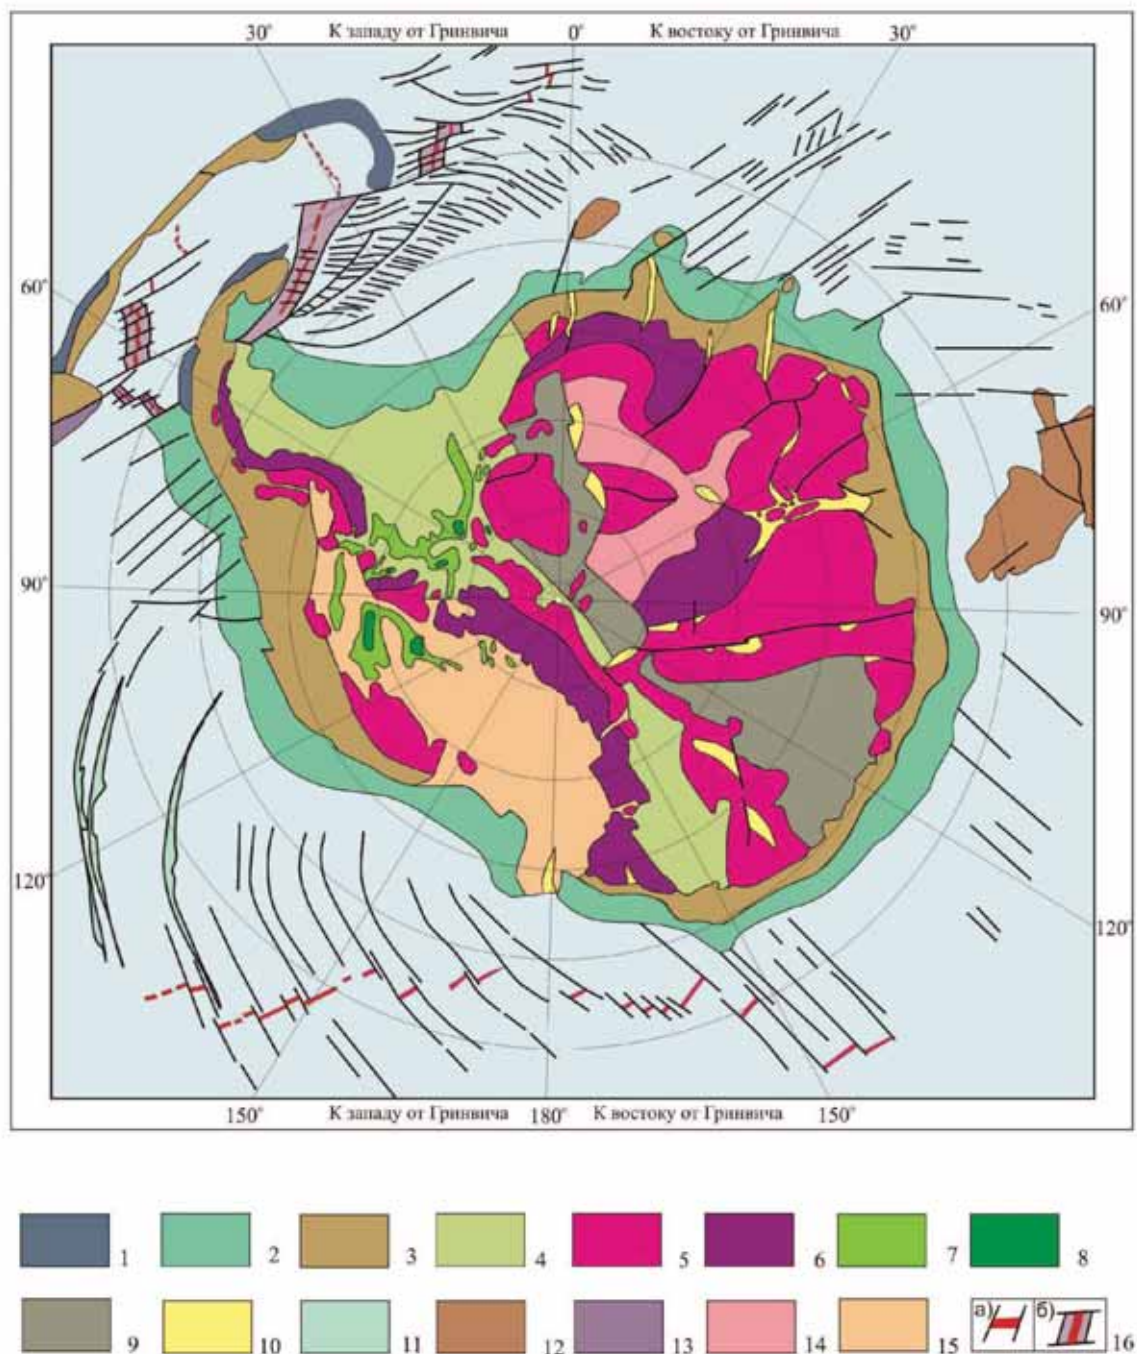 30° К западу от Гринвича 0° К востоку от Гринвича 30°
60° 60°
90° 90°
120° 120°
150° К западу от Гринвича 180° К востоку от Гринвича 150°
1 2 3 4 5 6 7 8
9 10 11 12 13 14 15 а) б) 16